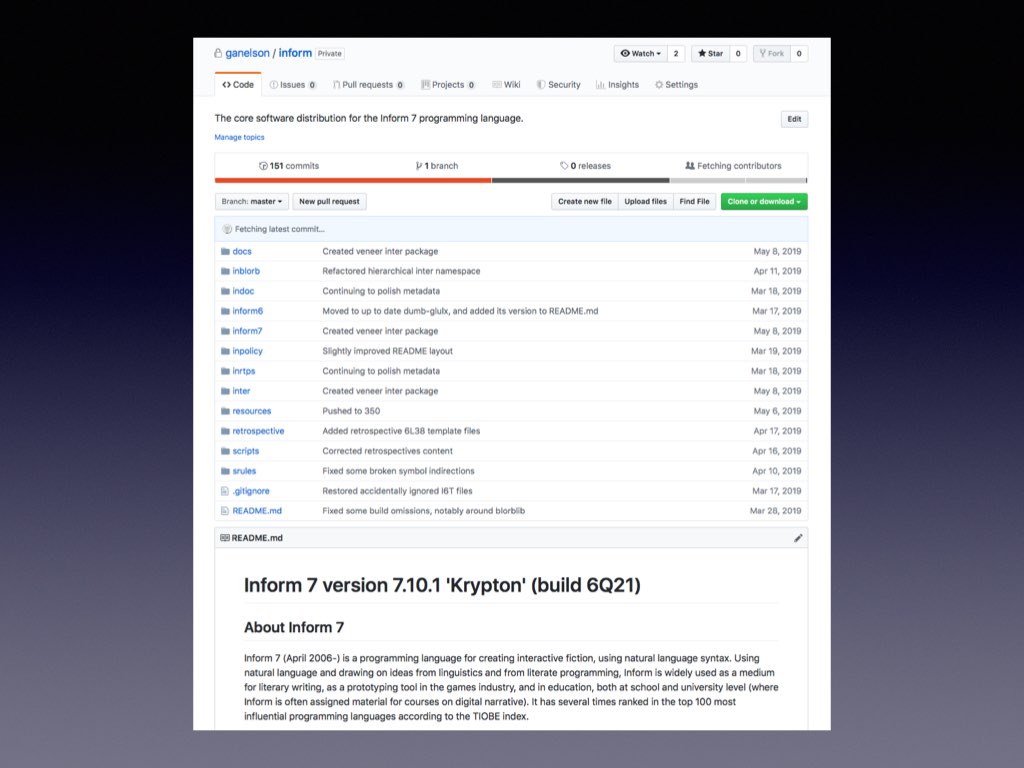 ganelson / inform Private Watch 2 Star 0 Fork 0
Code Issues 0 Pull requests 0 Projects 0 Wiki Security Insights Settings
The core software distribution for the Inform 7 programming language. Edit
Manage topics
151 commits 1 branch 0 releases Fetching contributors
Branch: master New pull request Create new file Upload files Find File Clone or download
Fetching latest commit...
docs Created veneer inter package May 8, 2019
inblorb Refactored hierarchical inter namespace Apr 11, 2019
indoc Continuing to polish metadata Mar 18, 2019
inform6 Moved to up to date dumb-glulx, and added its version to README.md Mar 17, 2019
inform7 Created veneer inter package May 8, 2019
inpolicy Slightly improved README layout Mar 19, 2019
inrtps Continuing to polish metadata Mar 18, 2019
inter Created veneer inter package May 8, 2019
resources Pushed to 350 May 6, 2019
retrospective Added retrospective 6L38 template files Apr 17, 2019
scripts Corrected retrospectives content Apr 16, 2019
srules Fixed some broken symbol indirections Apr 10, 2019
.gitignore Restored accidentally ignored I6T files Mar 17, 2019
README.md Fixed some build omissions, notably around blorblib Mar 28, 2019
README.md
Inform 7 version 7.10.1 'Krypton' (build 6Q21)
About Inform 7
Inform 7 (April 2006-) is a programming language for creating interactive fiction, using natural language syntax. Using
natural language and drawing on ideas from linguistics and from literate programming, Inform is widely used as a medium
for literary writing, as a prototyping tool in the games industry, and in education, both at school and university level (where
Inform is often assigned material for courses on digital narrative). It has several times ranked in the top 100 most
influential programming languages according to the TIOBE index.